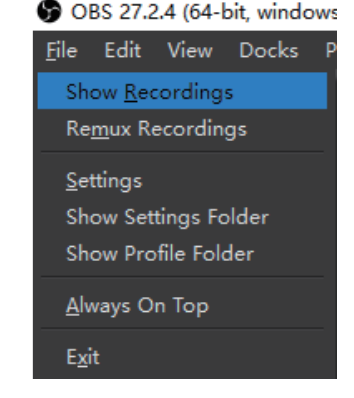 OBS 27.2.4 (64-bit, windows
File Edit View Docks P
Show Recordings
Remux Recordings
Settings
Show Settings Folder
Show Profile Folder
Always On Top
Exit